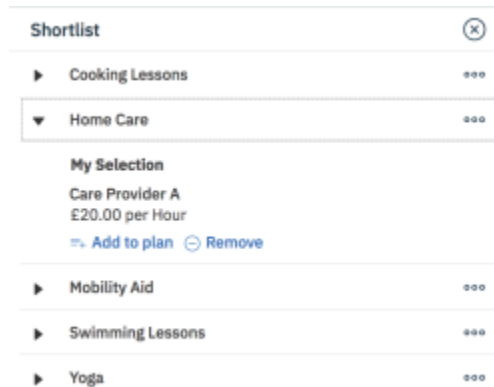 Shortlist
Cooking Lessons
Home Care
My Selection
Care Provider A
£20.00 per Hour
Add to plan Remove
Mobility Aid
Swimming Lessons
Yoga